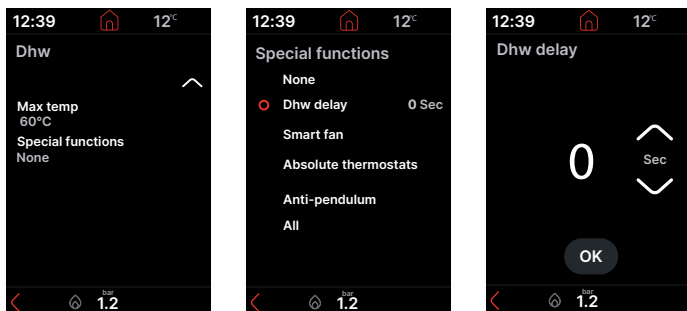 12:39 12°C
Dhw
Max temp
60°C
Special functions
None
bar
1.2
12:39 12°C
Special functions
None
Dhw delay 0 Sec
Smart fan
Absolute thermostats
Anti-pendulum
All
bar
1.2
12:39 12°C
Dhw delay
0
Sec
OK
bar
1.2